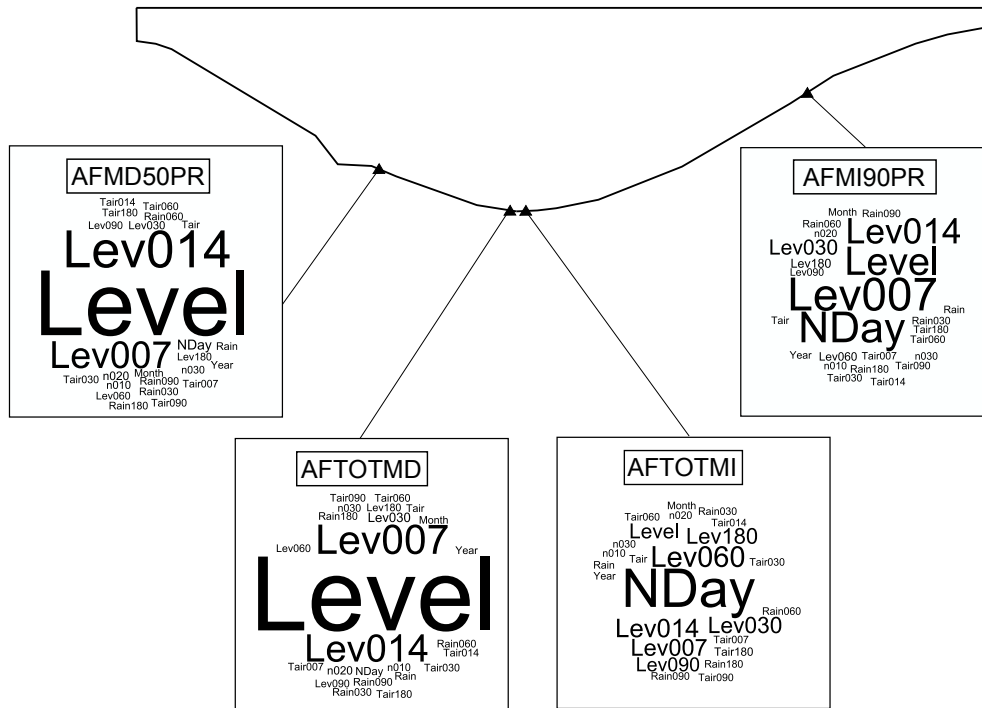 AFMD50PR
Tair014
Tair060
Tair180
Rain060
Lev090
Lev030
Tair
Lev014
Level
Lev007
NDay
Rain
Lev180
Year
n030
Tair030
n020
Month
n010
Rain090
Tair007
Lev060
Rain030
Rain180
Tair090
AFMI90PR
Month
Rain090
Rain060
n020
Lev014
Lev030
Level
Lev180
Lev090
Lev007
Rain
Tair
NDay
Rain030
Tair180
Tair060
Year
Lev060
Tair007
n030
n010
Rain180
Tair090
Tair030
Tair014
AFTOTMD
Tair090
Tair060
n030
Lev180
Tair
Rain180
Lev030
Month
Lev007
Lev060
Year
Level
Lev014
Rain060
Tair014
Tair007
n020
NDay
n010
Tair030
Lev090
Rain090
Rain
Rain030
Tair180
AFTOTMI
Month
n020
Rain030
Tair060
Tair014
Level
Lev180
n030
n010
Tair
Lev060
Tair030
Rain
Year
NDay
Rain060
Lev014
Lev030
Lev007
Tair007
Tair180
Lev090
Rain180
Rain090
Tair090